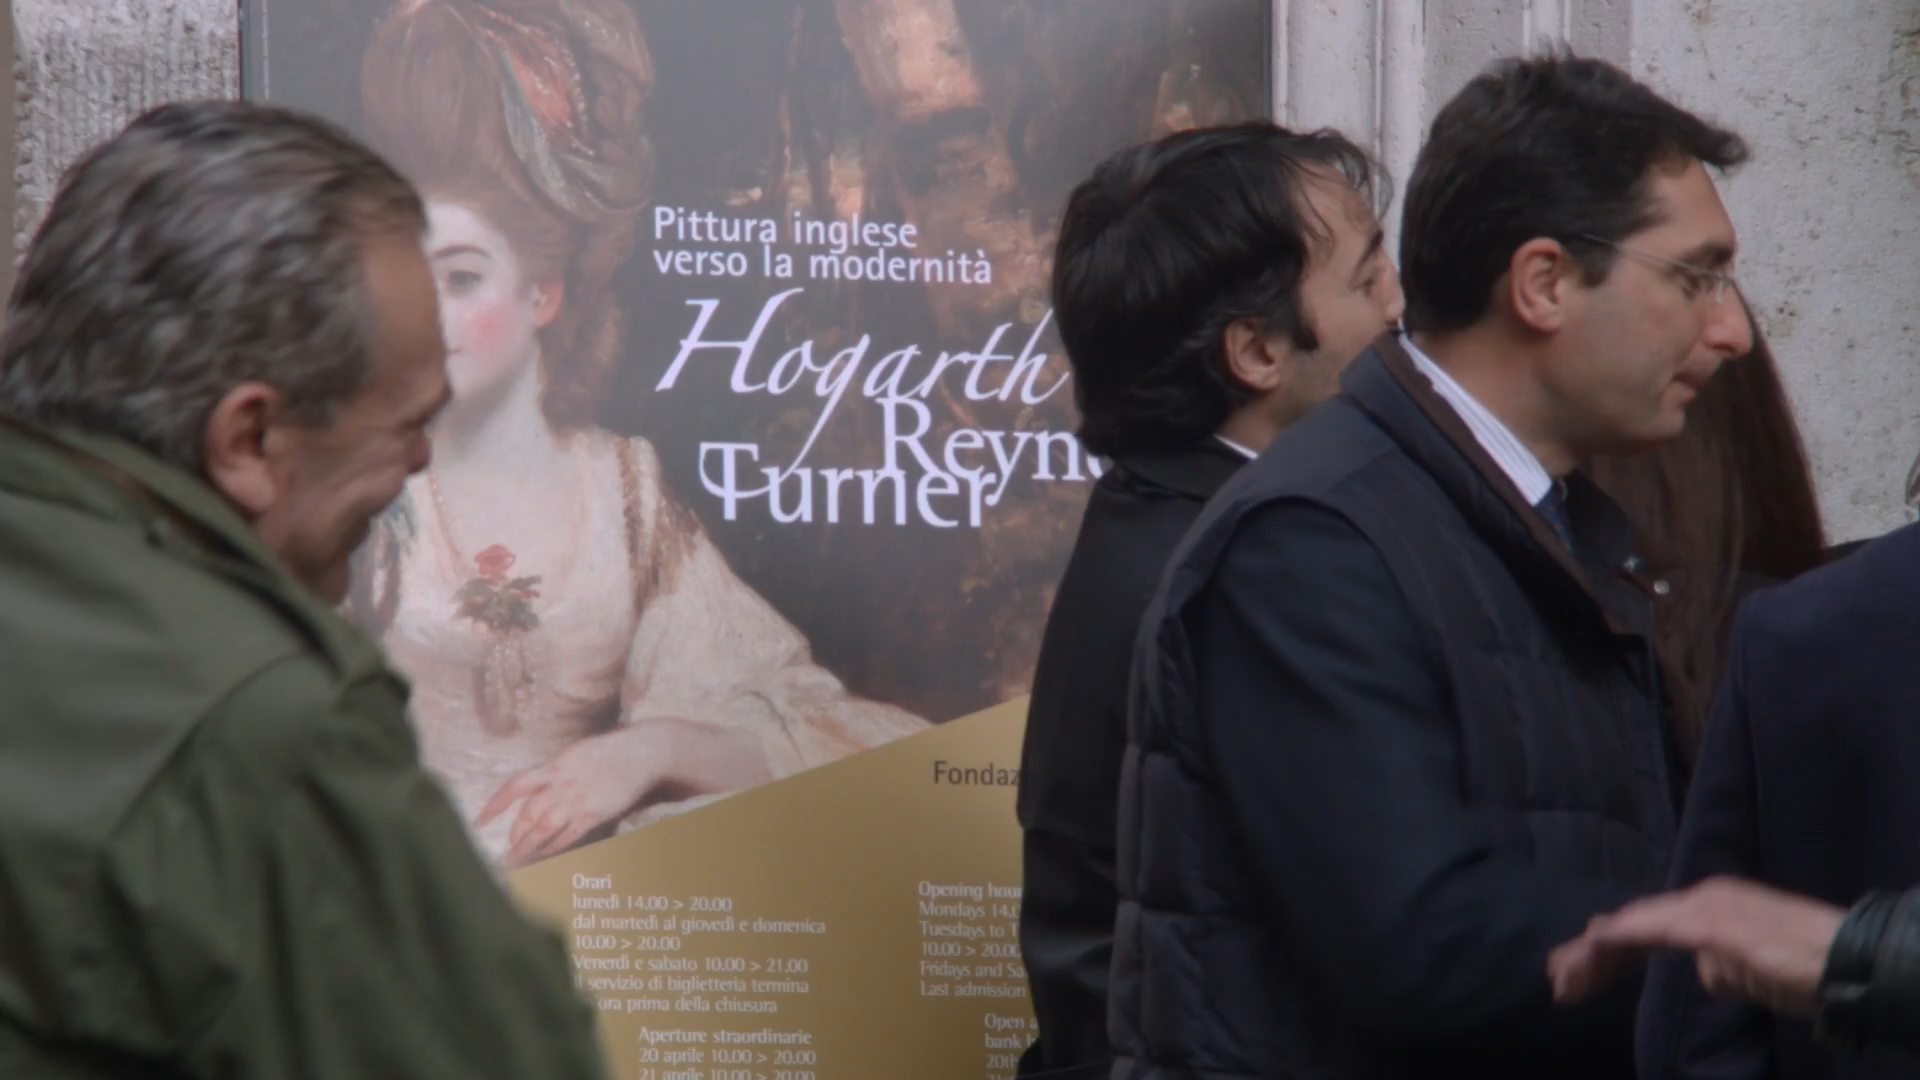 Pittura inglese
verso la modernità
Hogarth
Reyn
Turner
Fondaz
Orari
lunedì 14.00 > 20.00
dal martedì al giovedì e domenica
10.00 > 20.00
Venerdì e sabato 10.00 > 21.00
il servizio di biglietteria termina
ora prima della chiusura
Aperture straordinarie
20 aprile 10.00 > 20.00
21 aprile 10.00 > 20.00
Opening hou
Mondays 14.
Tuesdays to T
10.00 > 20.00
Fridays and Sa
Last admission
Open a
bank h
20th